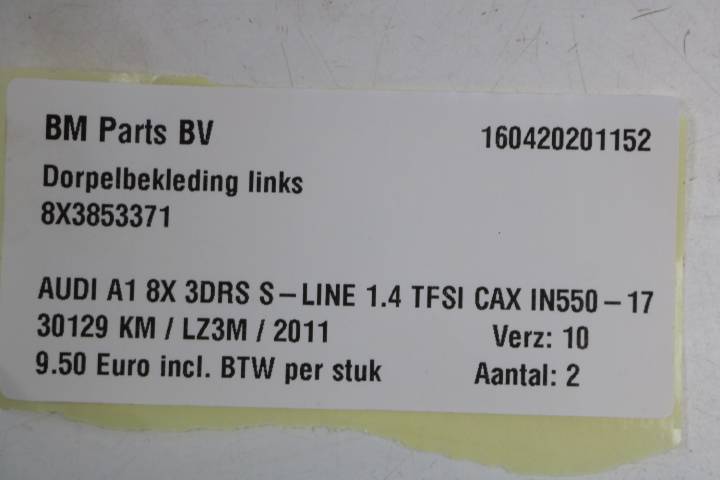 BM Parts BV 160420201152
Dorpelbekleding links
8X3853371
AUDI A1 8X 3DRS S-LINE 1.4 TFSI CAX IN550-17
30129 KM / LZ3M / 2011 Verz: 10
9.50 Euro incl. BTW per stuk Aantal: 2